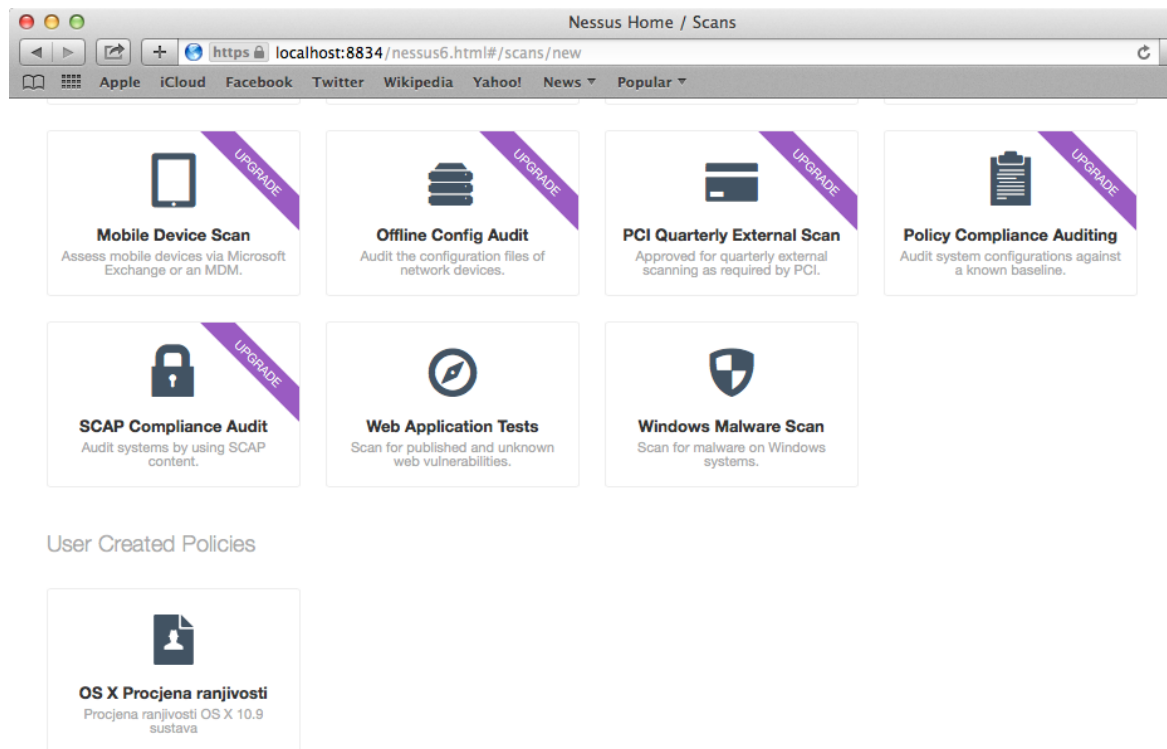 Nessus Home / Scans
https localhost:8834/nessus6.html#/scans/new
Apple iCloud Facebook Twitter Wikipedia Yahoo! News Popular
UPGRADE UPGRADE UPGRADE UPGRADE
Mobile Device Scan Offline Config Audit PCI Quarterly External Scan Policy Compliance Auditing
Assess mobile devices via Microsoft Audit the configuration files of Approved for quarterly external Audit system configurations against
Exchange or an MDM. network devices. scanning as required by PCI. a known baseline.
UPGRADE
SCAP Compliance Audit Web Application Tests Windows Malware Scan
Audit systems by using SCAP Scan for published and unknown Scan for malware on Windows
content. web vulnerabilities. systems.
User Created Policies
OS X Procjena ranjivosti
Procjena ranjivosti OS X 10.9
sustava